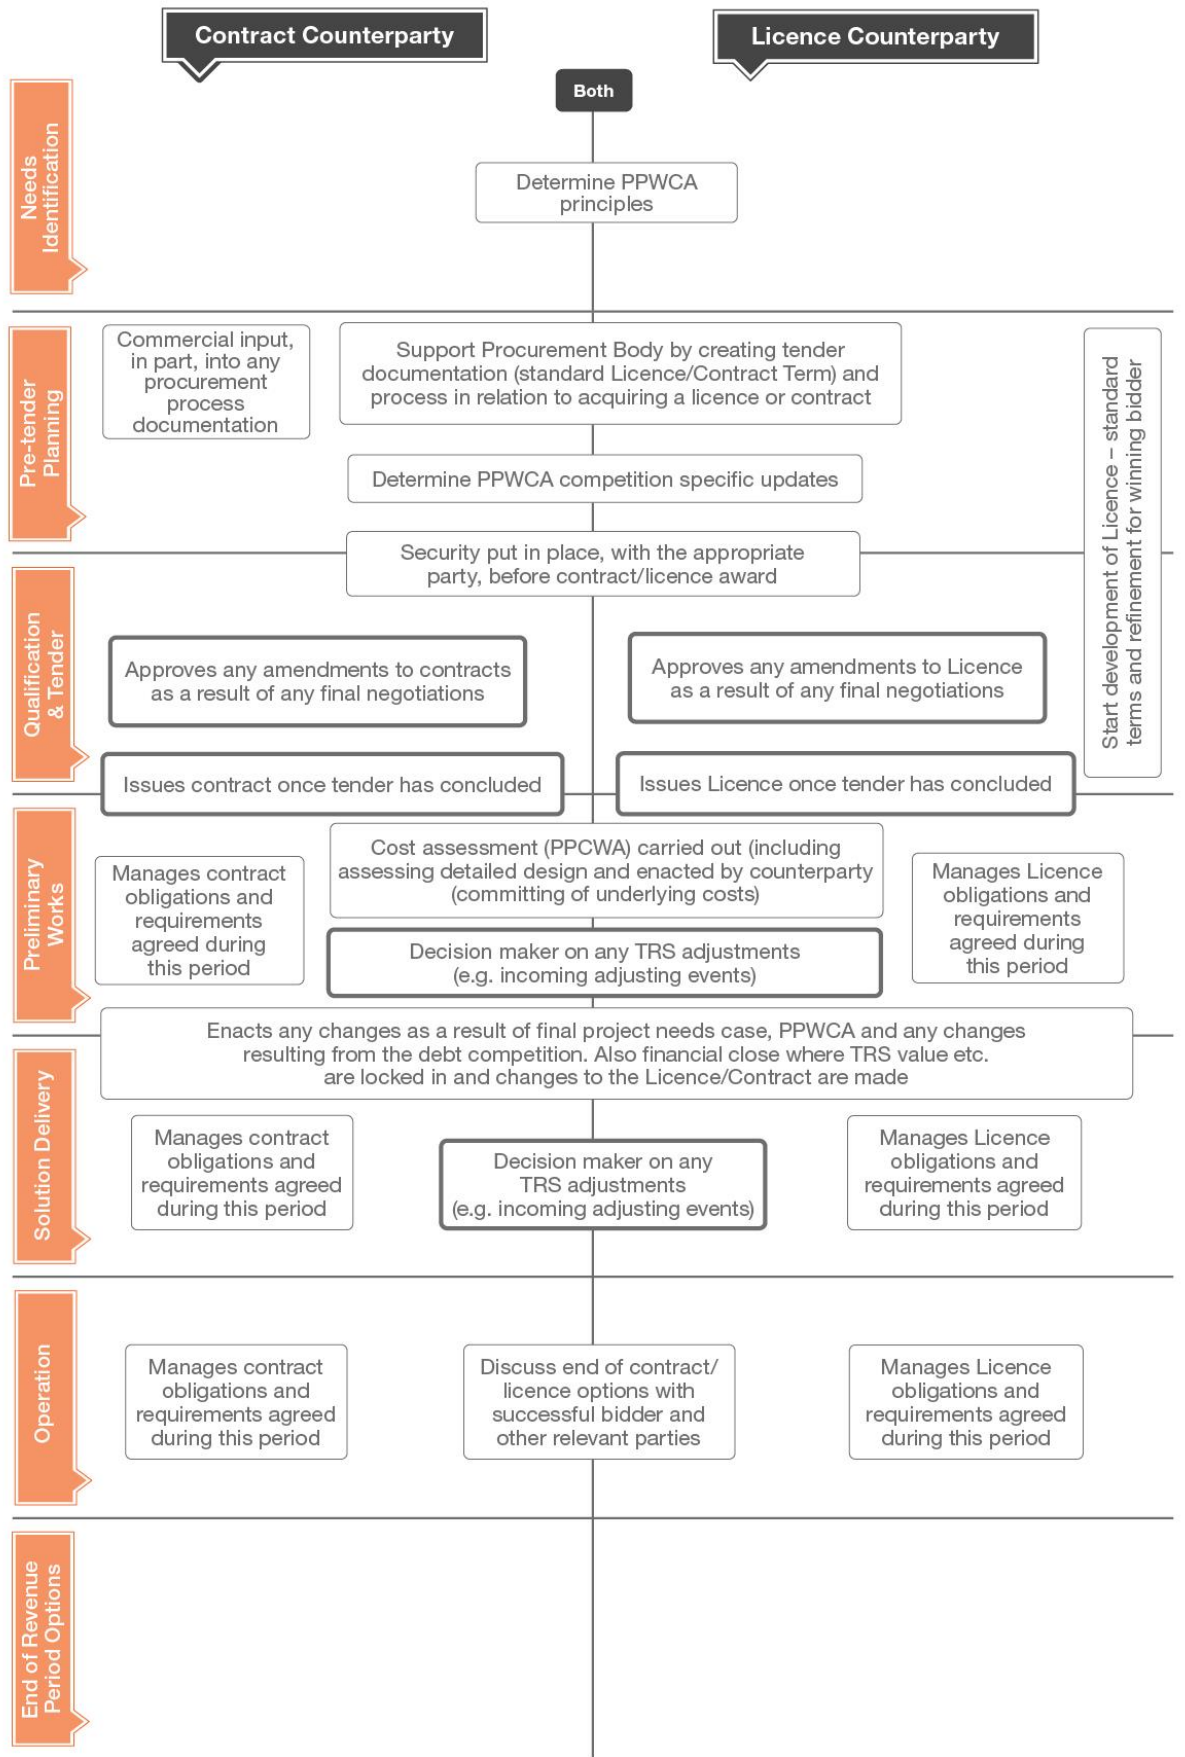 Contract Counterparty
Licence Counterparty
Both
Needs
Identification
Determine PPWCA
principles
Pre-tender
Planning
Commercial input,
in part, into any
procurement
process
documentation
Support Procurement Body by creating tender
documentation (standard Licence/Contract Term) and
process in relation to acquiring a licence or contract
Start development of Licence – standard
terms and refinement for winning bidder
Determine PPWCA competition specific updates
Security put in place, with the appropriate
party, before contract/licence award
Qualification
& Tender
Approves any amendments to contracts
as a result of any final negotiations
Approves any amendments to Licence
as a result of any final negotiations
Issues contract once tender has concluded
Issues Licence once tender has concluded
Preliminary
Works
Manages contract
obligations and
requirements
agreed during
this period
Cost assessment (PPCWA) carried out (including
assessing detailed design and enacted by counterparty
(committing of underlying costs)
Manages Licence
obligations and
requirements
agreed during
this period
Decision maker on any TRS adjustments
(e.g. incoming adjusting events)
Enacts any changes as a result of final project needs case, PPWCA and any changes
resulting from the debt competition. Also financial close where TRS value etc.
are locked in and changes to the Licence/Contract are made
Solution Delivery
Manages contract
obligations and
requirements agreed
during this period
Decision maker on any
TRS adjustments
(e.g. incoming adjusting events)
Manages Licence
obligations and
requirements agreed
during this period
Operation
Manages contract
obligations and
requirements agreed
during this period
Discuss end of contract/
licence options with
successful bidder and
other relevant parties
Manages Licence
obligations and
requirements agreed
during this period
End of Revenue
Period Options